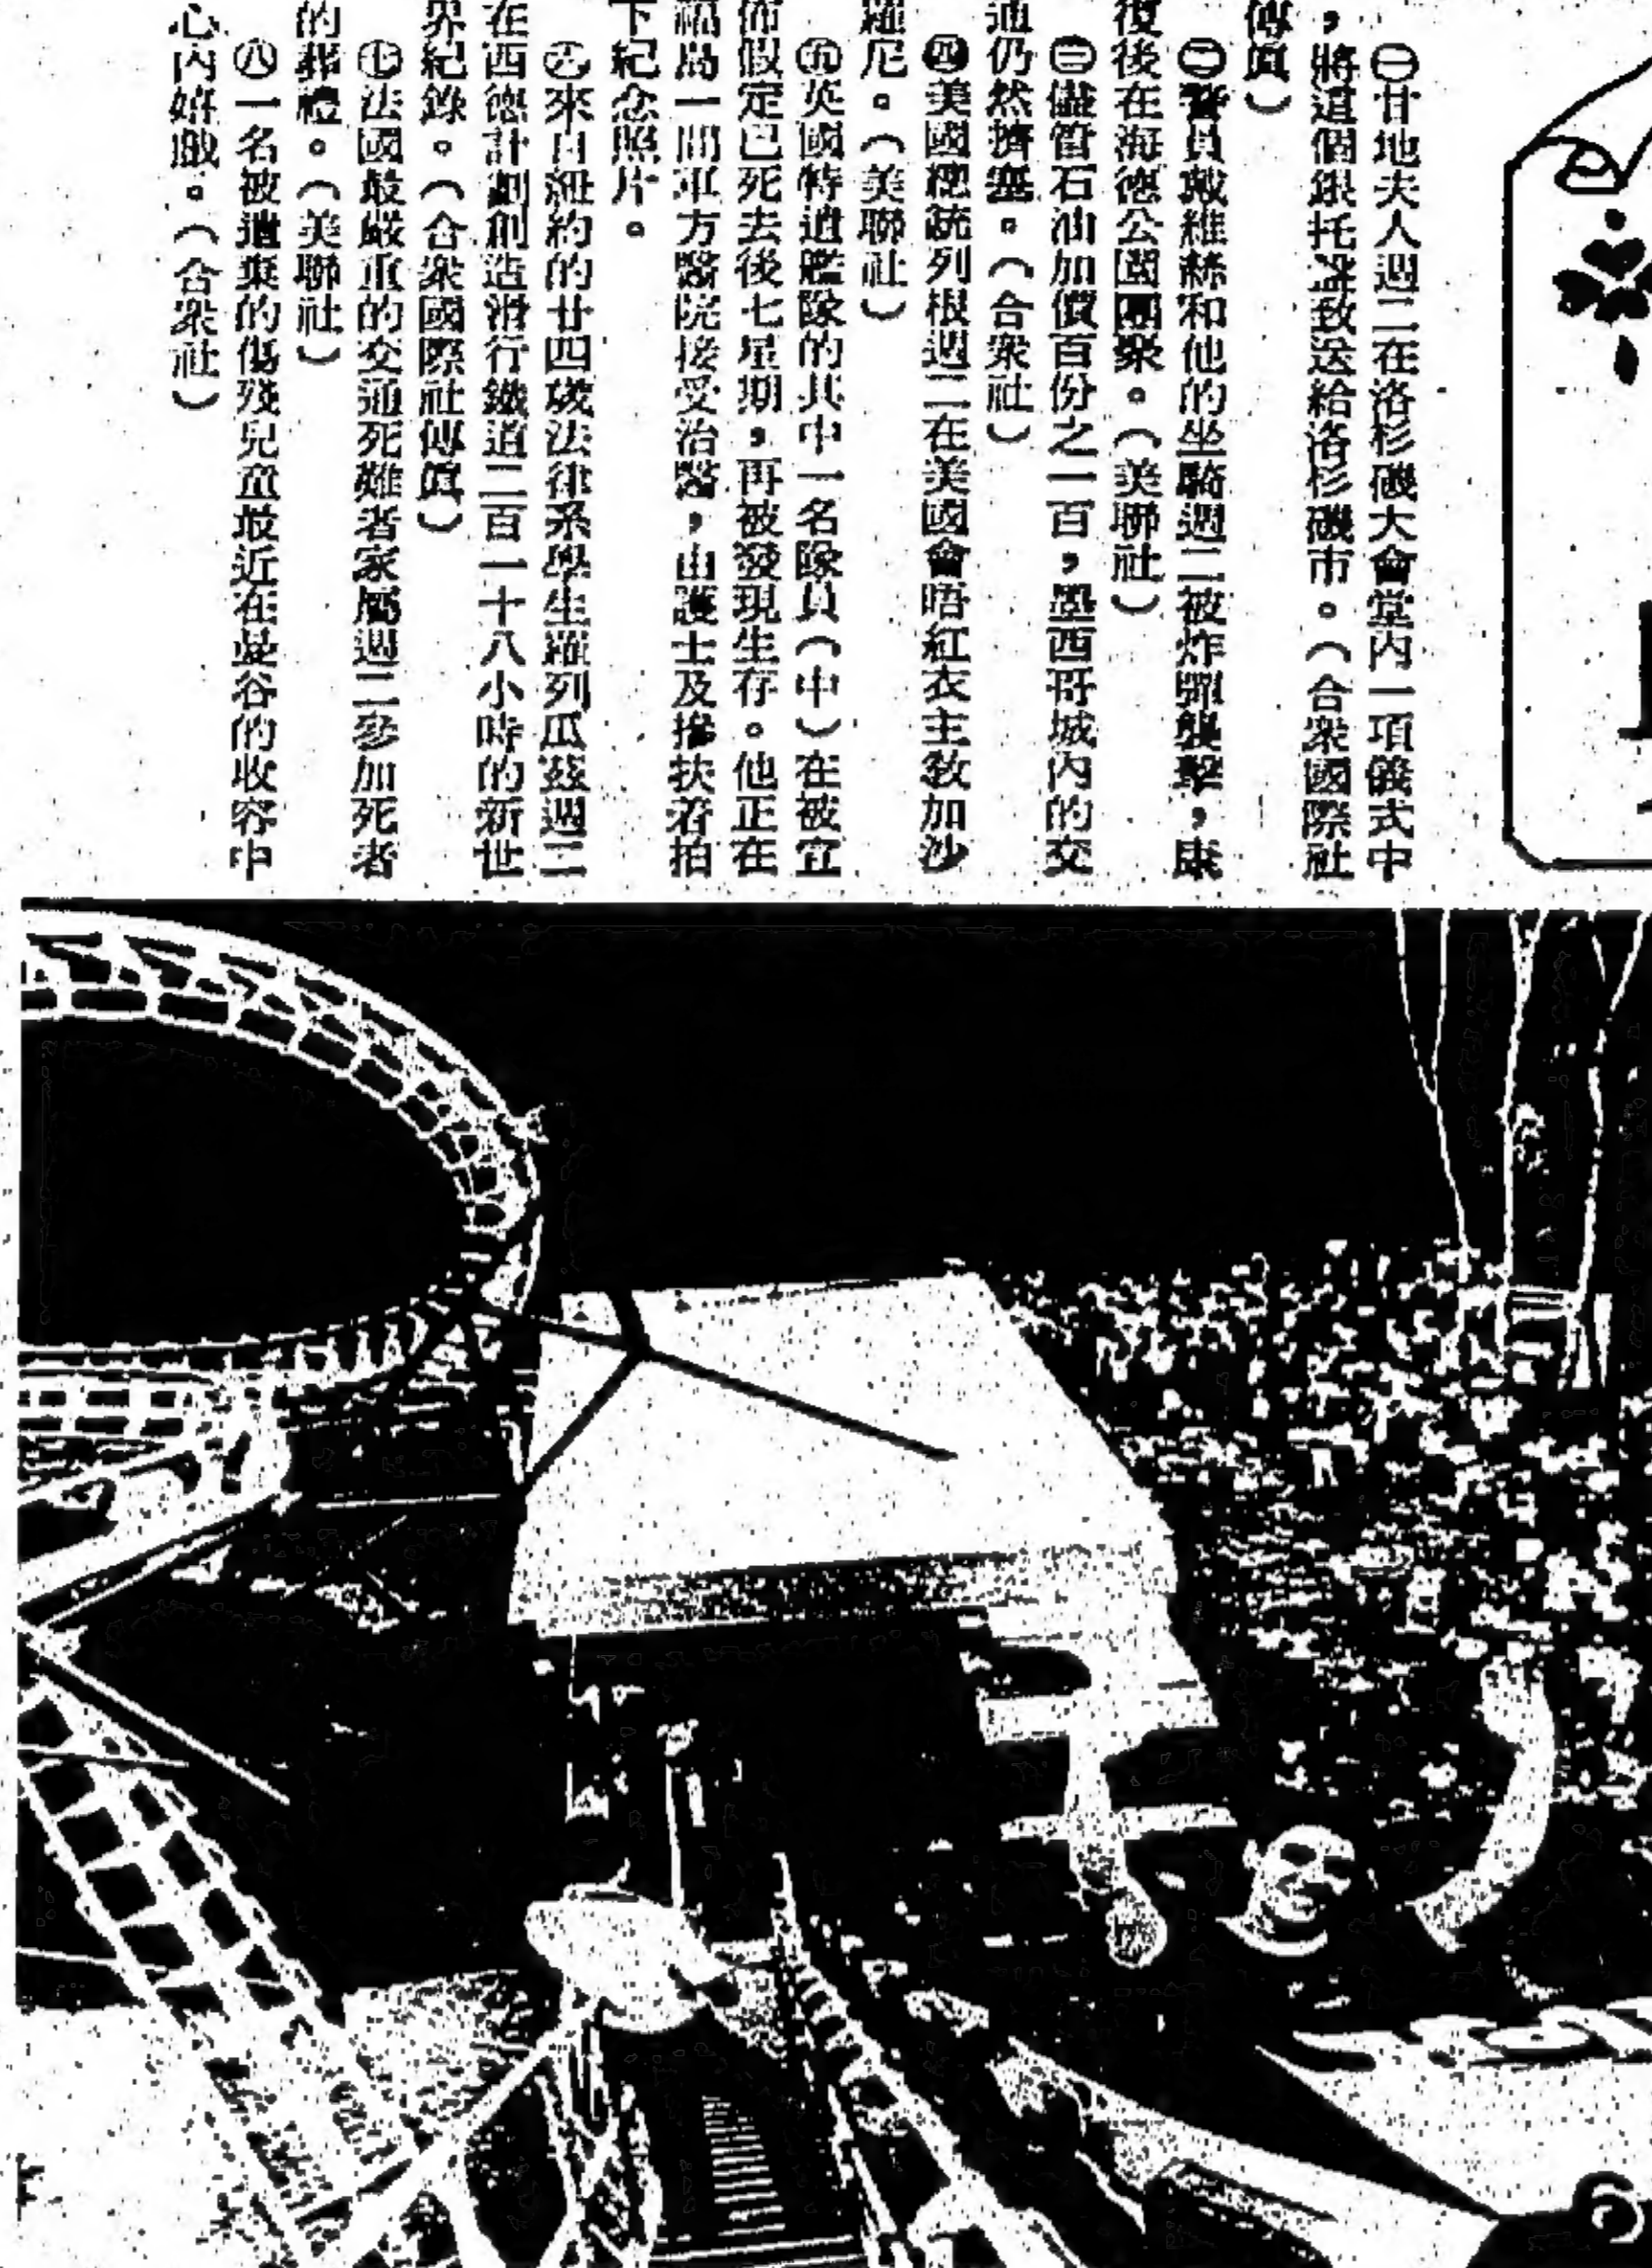 ㊀甘地夫人週二在洛杉磯大會堂內一項儀式中
，將這個銀托盤致送給洛杉磯市。（合衆國際社
傳眞）
㊁警員戴維絲和他的坐騎週二被炸彈襲擊，康
復後在海德公園團聚。（美聯社）
㊂儘管石油加價百份之一百，墨西哥城內的交
通仍然擠塞。（合衆社）
㊃美國總統列根週二在美國會晤紅衣主敎加沙
羅尼。（美聯社）
㊄英國特遣艦隊的其中一名隊員（中）在被宣
佈假定已死去後七星期，再被發現生存。他正在
福島一間軍方醫院接受治醫，由護士及攙扶着拍
下紀念照片。
㊅來自紐約的廿四歲法律系學生羅列瓜玆週二
在西德計劃創造滑行鐵道二百一十八小時的新世
界紀錄。（合衆國際社傳眞）
㊆法國最嚴重的交通死難者家屬週二參加死者
的葬禮。（美聯社）
㊇一名被遺棄的傷殘兒童最近在曼谷的收容中
心內嬉戲。（合衆社）
6